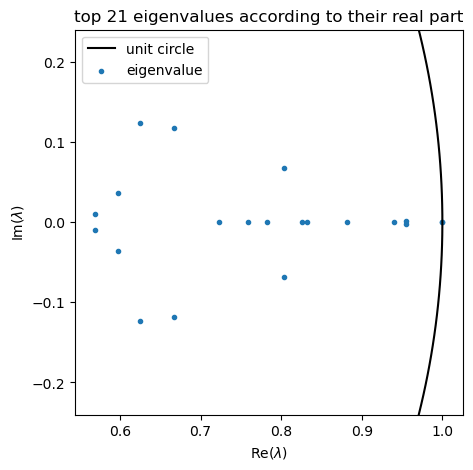 top 21 eigenvalues according to their real part
unit circle
eigenvalue
0.2
0.1
0.0
−0.1
−0.2
Im(λ)
0.6 0.7 0.8 0.9 1.0
Re(λ)